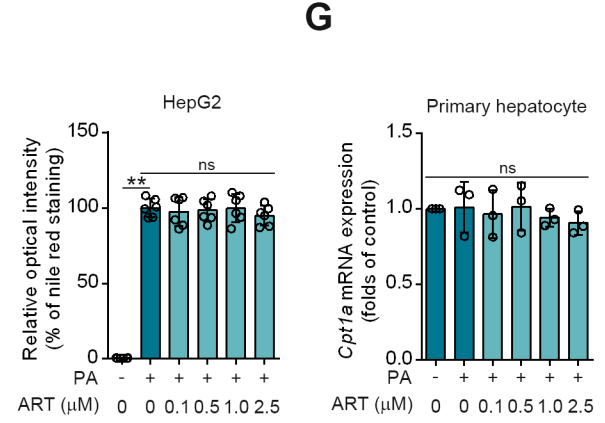 G
HepG2
Relative optical intensity
(% of nile red staining)
150
100
50
0
**
ns
PA - + + + + +
ART (μM) 0 0 0.1 0.5 1.0 2.5
Primary hepatocyte
Cpt1a mRNA expression
(folds of control)
1.5
1.0
0.5
0.0
ns
PA - + + + + +
ART (μM) 0 0 0.1 0.5 1.0 2.5